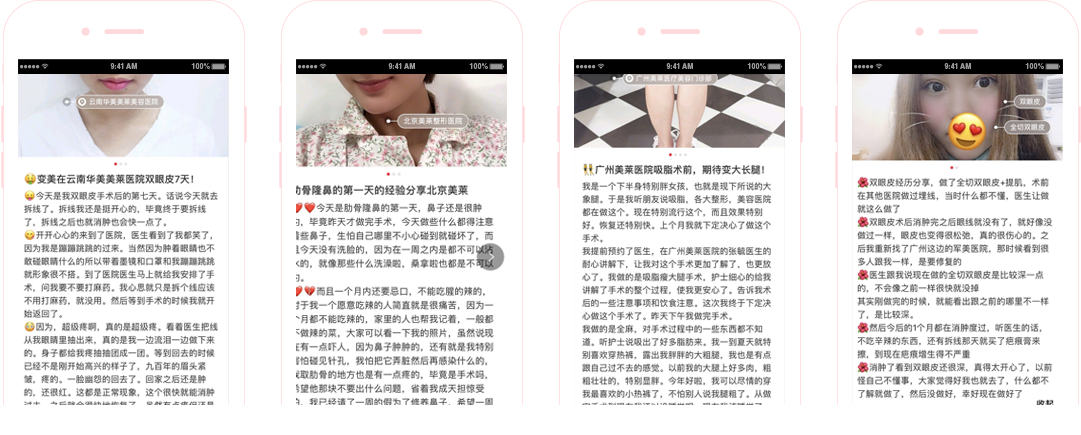 9:41 AM
100%
云南华美美莱美容医院
😜变美在云南华美美莱医院双眼皮7天!
😜今天是我双眼皮手术后的第七天。话说今天就去
拆线了。拆线我还是挺开心的,毕竟终于要拆线
了。拆线之后也就消肿也会快一点了。
😗开开心心的来到了医院,医生看到了我都笑了,
因为我是蹦蹦跳跳的过来。当然因为肿着眼睛也不
敢碰眼睛什么的所以带着墨镜和口罩和我蹦蹦跳跳
就形象很不搭。到了医院医生马上就给我安排了手
术,问我要不要打麻药。我心思就只是拆个线应该
不用打麻药,就没用。然后等到手术的时候我就开
始返回了。
😳因为,超级疼啊,真的是超级疼。看着医生把线
从我眼睛里抽出来,真的是我一边流泪一边做下来
的。身子都给我疼抽抽团成一团。等到回去的时候
已经不是刚开始高兴的样子了,九百年的眉头紧
皱,疼的。一脸幽怨的回去了。回家之后还是肿
的,还很红。这都是正常现象,这个很快就能消肿
9:41 AM
100%
北京美莱整形医院
肋骨隆鼻的第一天的经验分享北京美莱
❤️❤️今天是肋骨隆鼻的第一天,鼻子还是很肿
,毕竟昨天才做完手术,今天做些什么都得注意
些鼻子,生怕自己哪里不小心碰到就碰坏了,而
今天没有洗脸的,因为在一周之内是都不可以沾
水的,就像那些什么洗澡啦,桑拿啦也都是不可以
的。
❤️❤️而且一个月内还要忌口,不能吃腥的辣的,
于我一个愿意吃辣的人简直就是很痛苦,因为一
个月都不能吃辣的,家里的人也帮我记着,一般都
不做辣的菜,大家可以看一下我的照片,虽然说现
在有一点吓人,因为鼻子肿肿的,还有就是我特别
怕碰见针孔,我怕把它弄脏然后再感染什么的。
取肋骨的地方也是有一点疼的,毕竟是手术吗,
希望他那块不要出什么问题,省着我成天担惊受
,我已经请了一周的假为了修养鼻子,希望一周
9:41 AM
100%
广州美莱医疗美容门诊部
👯广州美莱医院吸脂术前,期待变大长腿!
我是一个下半身特别胖女孩,也就是现下所说的大
象腿。于是我听朋友说吸脂,各大整形,美容医院
都在做这个。现在特别流行这个,而且效果特别
好。恢复还特别快。上个月我就下定决心了做这个
手术。
我提前预约了医生,在广州美莱医院的张毓医生的
耐心讲解下,让我对这个手术更加了解了,也更放
心了。我做的是吸脂瘦大腿手术,护士细心的给我
讲解了手术的整个过程,使我更安心了。告诉我术
后的一些注意事项和饮食注意。这次我终于下定决
心做这个手术了。昨天下午我做完手术。
我做的是全麻,对手术过程中的一些东西都不知
道。听护士说吸出了好多脂肪来。我一到夏天就特
别喜欢穿热裤,露出我胖胖的大粗腿,我也是有点
跟自己过不去的感觉。以前我的大腿上好多肉,粗
粗壮壮的,特别显胖。今年好啦,我可以尽情的穿
我最喜欢的小热裤了,不怕别人说我腿粗了。从做
9:41 AM
100%
双眼皮
全切双眼皮
🌺双眼皮经历分享,做了全切双眼皮+提肌,术前
在其他医院做过埋线,当时什么都不懂,医生让做
就这么做了
🌺双眼皮术后消肿完之后眼线就没有了,就好像没
做过一样,眼皮也变得很松弛。真的很伤心的。之
后我重新找了广州这边的军美医院,那时候看到很
多人跟我一样,是要修复的
🌺医生跟我说现在做的全切双眼皮是比较深一点
的,不会像之前一样很快就没掉
其实刚做完的时候,就能看出跟之前的哪里不一样
了,是比较深。
🌺然后今后的1个月都在消肿度过,听医生的话,
不吃辛辣的东西,还有拆线那天就买了疤痕膏来
擦,到现在疤痕增生得不严重
🌺消肿了看到双眼皮还很深,真得太开心了,以前
怪自己不懂事,大家觉得好我也就去了,什么都不
了解就做了,然后没做好,幸好现在做好了
收起